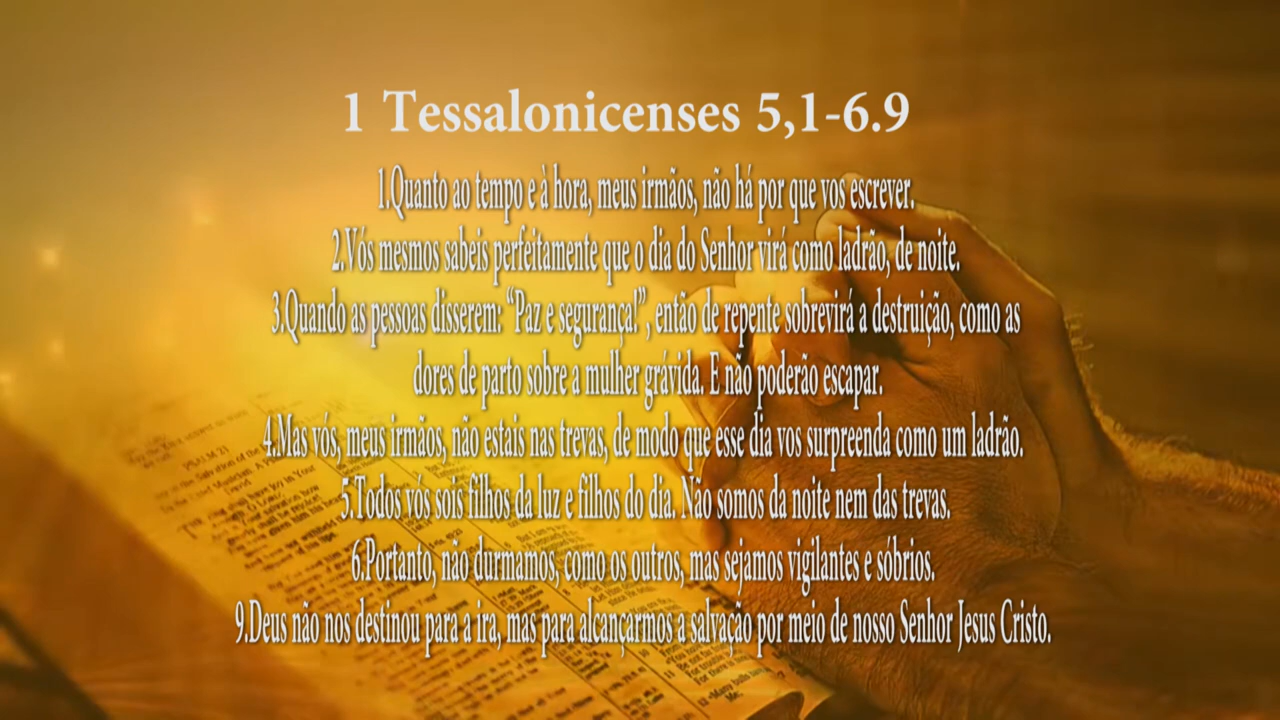 1 Tessalonicenses 5,1-6.9
1.Quanto ao tempo e à hora, meus irmãos, não há por que vos escrever.
2.Vós mesmos sabeis perfeitamente que o dia do Senhor virá como ladrão, de noite.
3.Quando as pessoas disserem: “Paz e segurança!” , então de repente sobrevirá a destruição, como as
dores de parto sobre a mulher grávida. E não poderão escapar.
4.Mas vós, meus irmãos, não estais nas trevas, de modo que esse dia vos surpreenda como um ladrão.
5.Todos vós sois filhos da luz e filhos do dia. Não somos da noite nem das trevas.
6.Portanto, não durmamos, como os outros, mas sejamos vigilantes e sóbrios.
9.Deus não nos destinou para a ira, mas para alcançarmos a salvação por meio de nosso Senhor Jesus Cristo.
PSALM 21